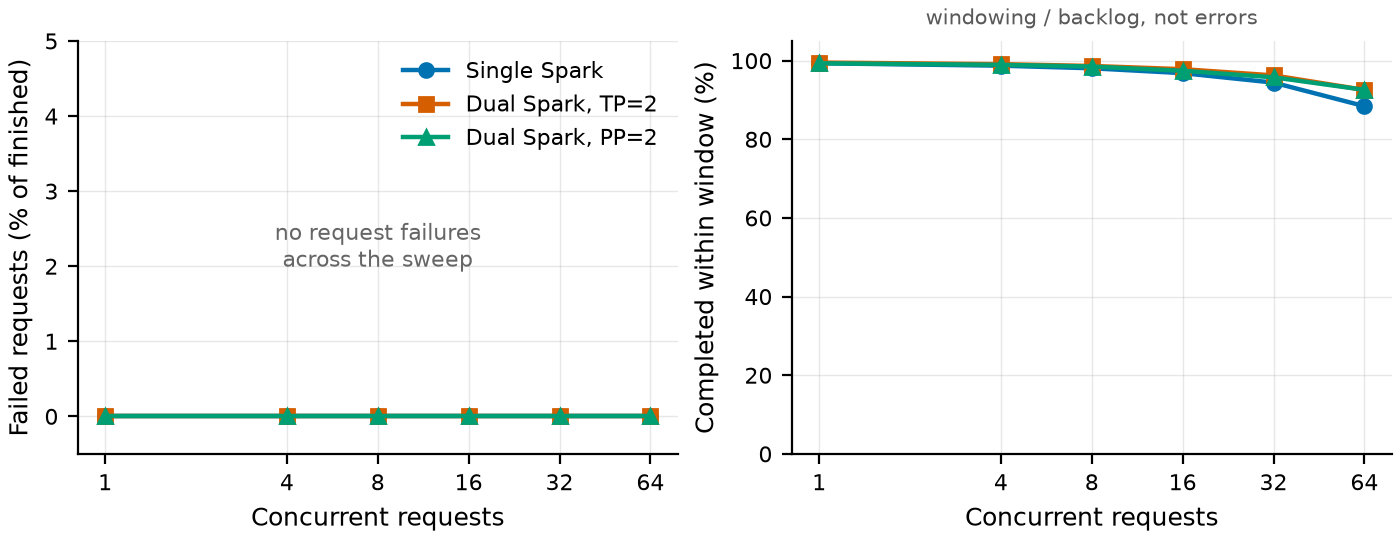 windowing / backlog, not errors
Failed requests (% of finished)
5
4
3
2
1
0
Single Spark
Dual Spark, TP=2
Dual Spark, PP=2
no request failures
across the sweep
1
4
8
16
32
64
Concurrent requests
Completed within window (%)
100
80
60
40
20
0
1
4
8
16
32
64
Concurrent requests